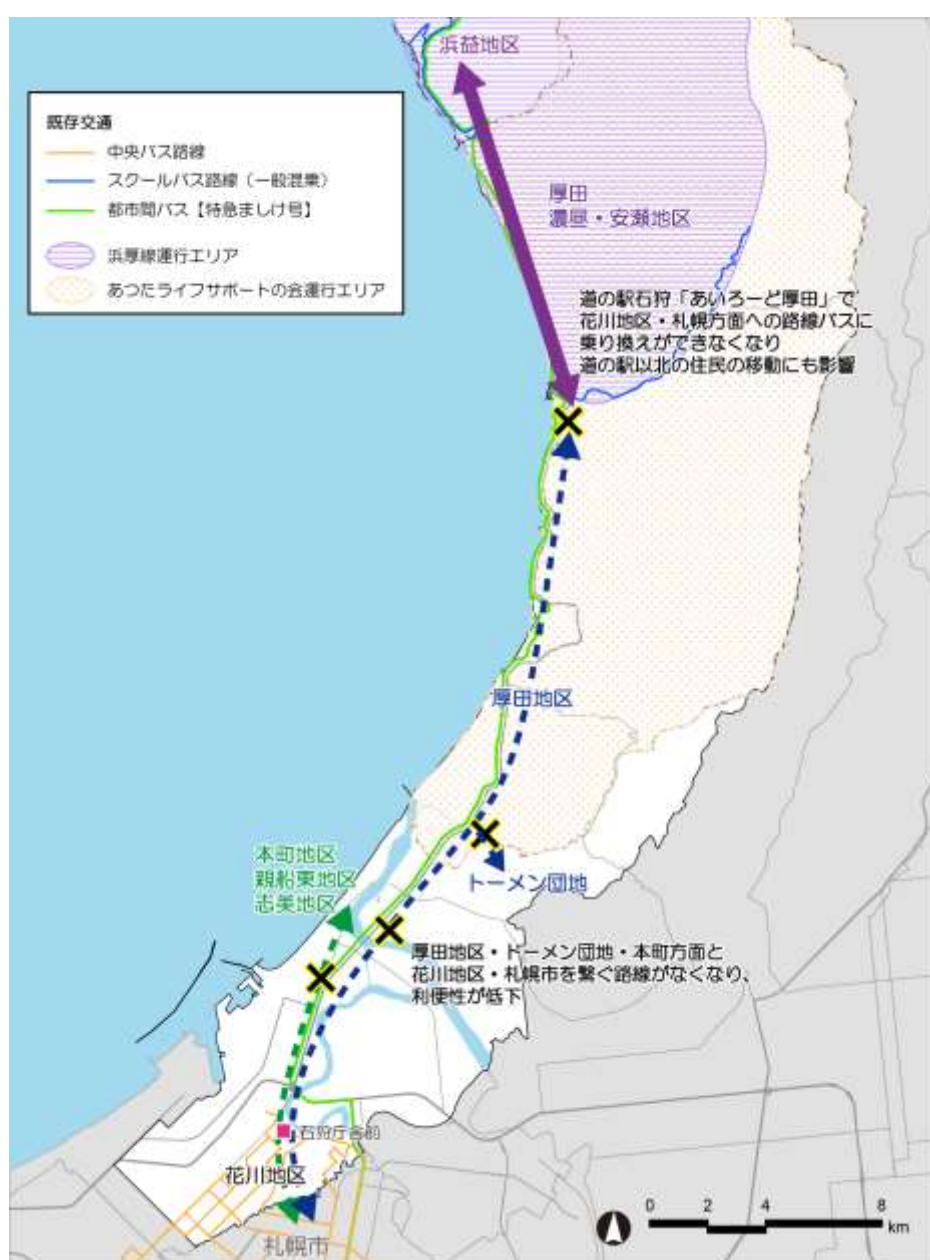 浜益地区
既存交通
中央バス路線
スクールバス路線（一般混乗）
都市間バス【特急ましけ号】
浜厚線運行エリア
あつたライフサポートの会運行エリア
厚田
濃昼・安瀬地区
道の駅石狩「あいろーど厚田」で
花川地区・札幌方面への路線バスに
乗り換えができなくなり
道の駅以北の住民の移動にも影響
厚田地区
本町地区
親船東地区
志美地区
トーメン団地
厚田地区・トーメン団地・本町方面と
花川地区・札幌市を繋ぐ路線がなくなり、
利便性が低下
石狩庁舎前
花川地区
札幌市
0 2 4 8
km